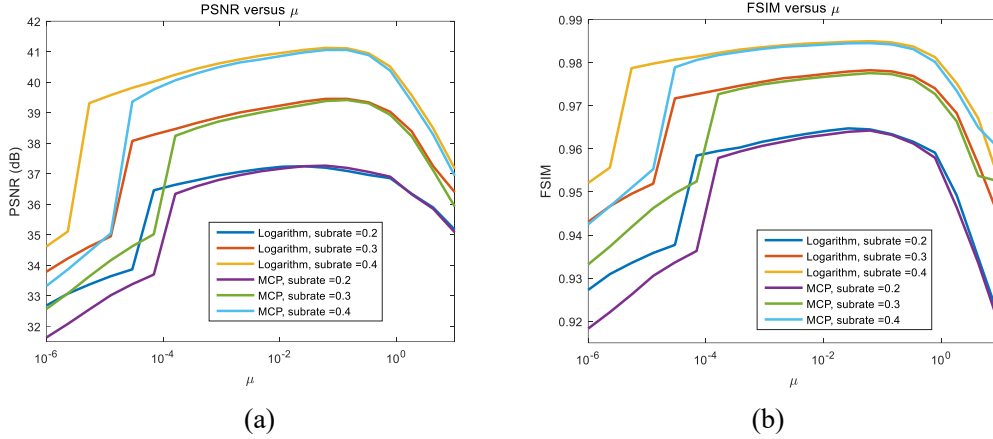 PSNR versus μ
42
41
40
39
38
37
36
35
34
33
32
PSNR (dB)
Logarithm, subrate =0.2
Logarithm, subrate =0.3
Logarithm, subrate =0.4
MCP, subrate =0.2
MCP, subrate =0.3
MCP, subrate =0.4
10⁻⁶ 10⁻⁴ 10⁻² 10⁰
μ
(a)
FSIM versus μ
0.99
0.98
0.97
0.96
0.95
0.94
0.93
0.92
FSIM
Logarithm, subrate =0.2
Logarithm, subrate =0.3
Logarithm, subrate =0.4
MCP, subrate =0.2
MCP, subrate =0.3
MCP, subrate =0.4
10⁻⁶ 10⁻⁴ 10⁻² 10⁰
μ
(b)